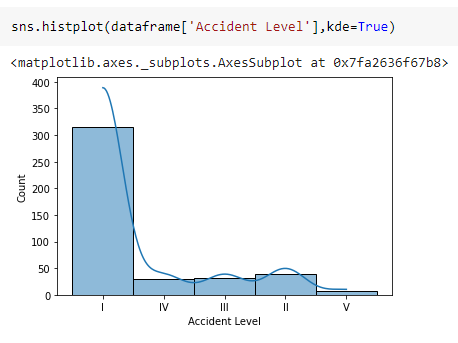 sns.histplot(dataframe['Accident Level'],kde=True)
<matplotlib.axes._subplots.AxesSubplot at 0x7fa2636f67b8>
400
350
300
250
200
150
100
50
0
Count
I IV III II V
Accident Level